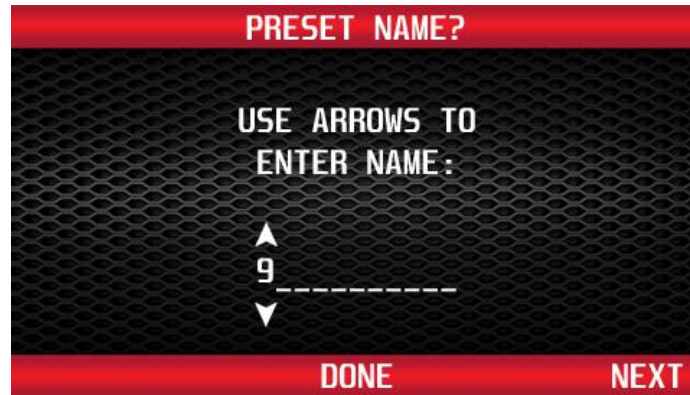 PRESET NAME?
USE ARROWS TO
ENTER NAME:
9__________
DONE NEXT